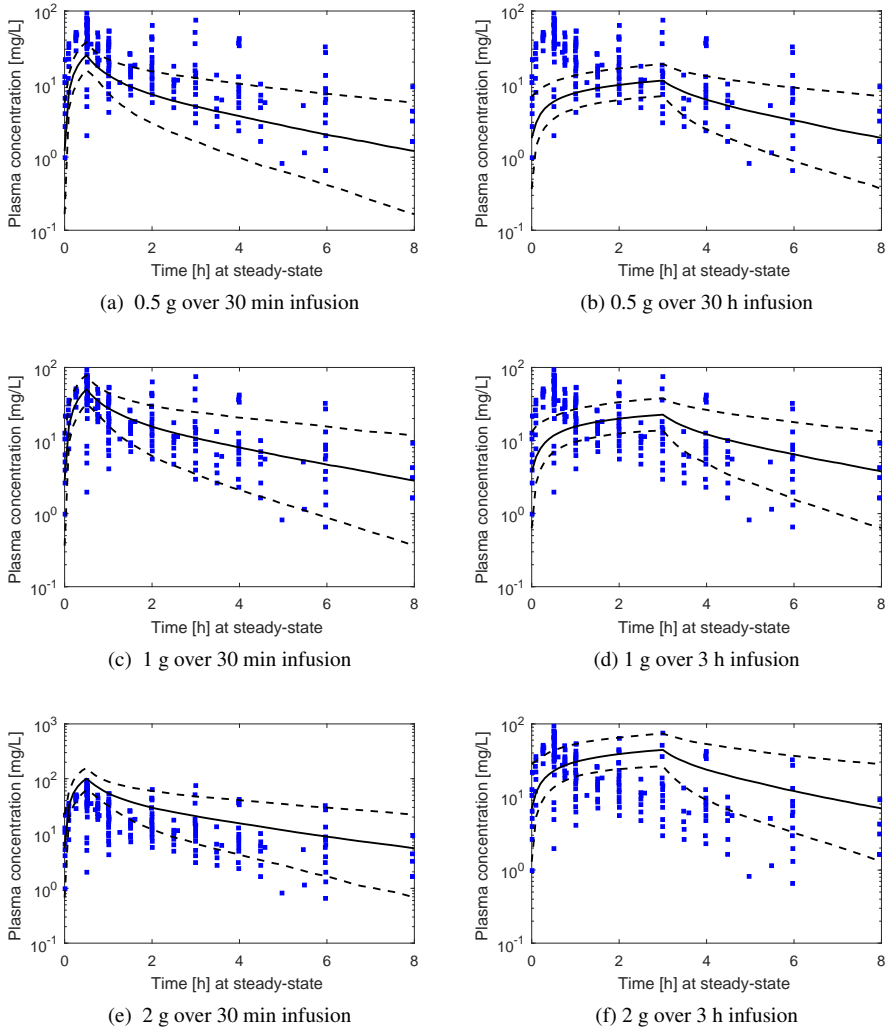 10^2
10^1
10^0
10^-1
Plasma concentration [mg/L]
0 2 4 6 8
Time [h] at steady-state
(a) 0.5 g over 30 min infusion
10^2
10^1
10^0
10^-1
Plasma concentration [mg/L]
0 2 4 6 8
Time [h] at steady-state
(b) 0.5 g over 30 h infusion
10^2
10^1
10^0
10^-1
Plasma concentration [mg/L]
0 2 4 6 8
Time [h] at steady-state
(c) 1 g over 30 min infusion
10^2
10^1
10^0
10^-1
Plasma concentration [mg/L]
0 2 4 6 8
Time [h] at steady-state
(d) 1 g over 3 h infusion
10^3
10^2
10^1
10^0
10^-1
Plasma concentration [mg/L]
0 2 4 6 8
Time [h] at steady-state
(e) 2 g over 30 min infusion
10^2
10^1
10^0
10^-1
Plasma concentration [mg/L]
0 2 4 6 8
Time [h] at steady-state
(f) 2 g over 3 h infusion